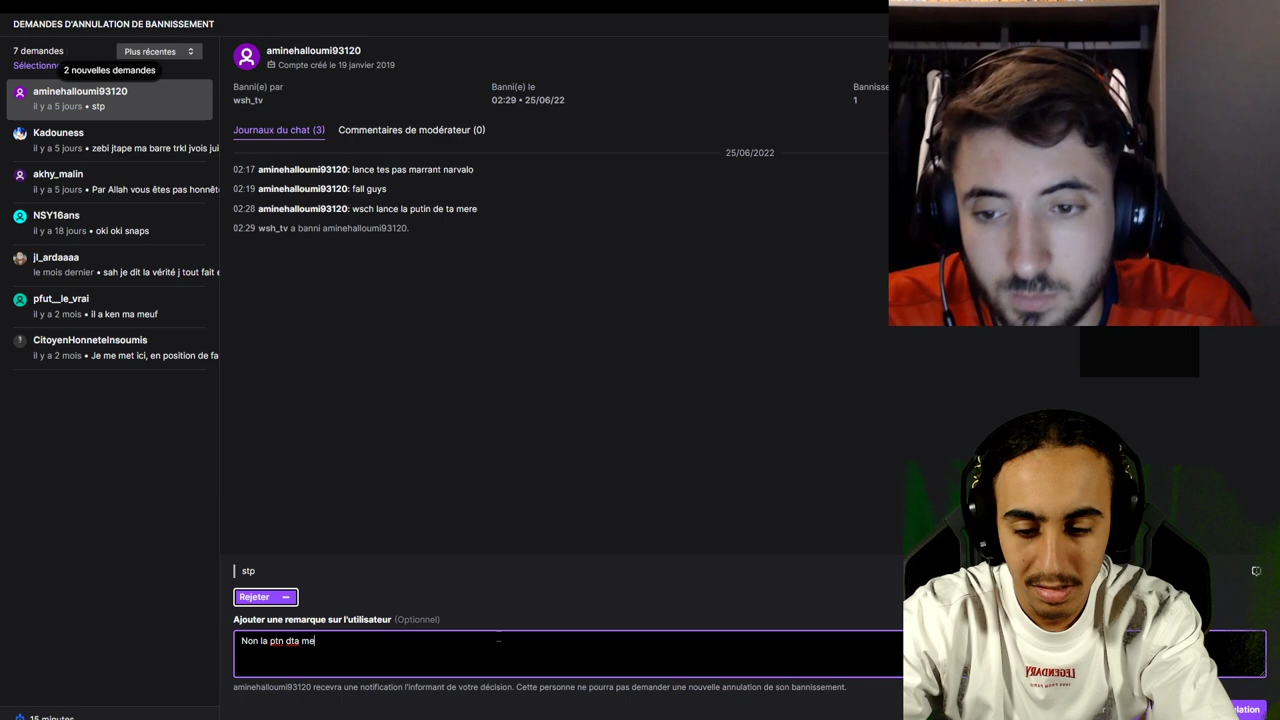 DEMANDES D'ANNULATION DE BANNISSEMENT
7 demandes
Plus récentes
Sélection
2 nouvelles demandes
aminehalloumi93120
il y a 5 jours • stp
Kadouness
il y a 5 jours • zebi jtape ma barre trkl jvois jui
akhy_malin
il y a 5 jours • Par Allah vous êtes pas honnêt
NSY16ans
il y a 18 jours • oki oki snaps
jl_ardaaaa
le mois dernier • sah je dit la vérité j tout fait e
pfut__le_vrai
il y a 2 mois • il a ken ma meuf
CitoyenHonneteInsoumis
il y a 2 mois • Je me met ici, en position de fa
15 minutes
aminehalloumi93120
Compte créé le 19 janvier 2019
Banni(e) par
wsh_tv
Banni(e) le
02:29 • 25/06/22
Bannisse
1
Journaux du chat (3)
Commentaires de modérateur (0)
25/06/2022
02:17 aminehalloumi93120: lance tes pas marrant narvalo
02:19 aminehalloumi93120: fall guys
02:28 aminehalloumi93120: wsch lance la putin de ta mere
02:29 wsh_tv a banni aminehalloumi93120.
stp
Rejeter
Ajouter une remarque sur l'utilisateur (Optionnel)
Non la ptn dta me
aminehalloumi93120 recevra une notification l'informant de votre décision. Cette personne ne pourra pas demander une nouvelle annulation de son bannissement.
ulation
LEGENDARY